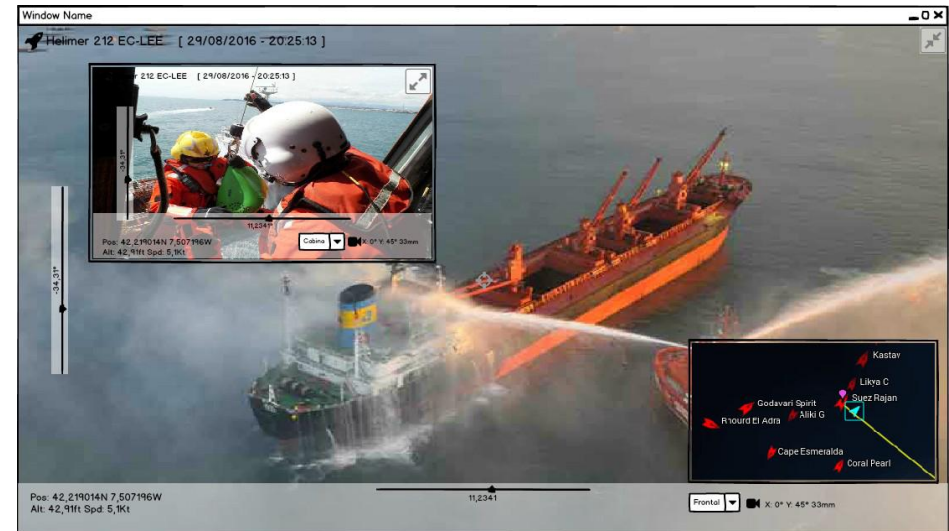 Window Name
Helimer 212 EC-LEE [ 29/08/2016 - 20:25:13 ]
212 EC-LEE [ 29/08/2016 - 20:25:13 ]
-34,31°
11,2341°
Pos: 42,219014N 7,507196W
Alt: 42,91ft Spd: 5,1Kt
Cabina
X: 0° Y: 45° 33mm
-34,31°
Kastav
Likya C
Suez Rajan
Godavari Spirit
Aliki G
Rhourd El Adra
Cape Esmeralda
Coral Pearl
Pos: 42,219014N 7,507196W
Alt: 42,91ft Spd: 5,1Kt
11,2341
Frontal
X: 0° Y: 45° 33mm